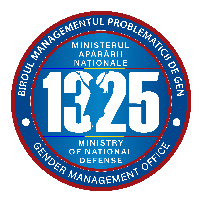 BIROUL MANAGEMENTUL PROBLEMATICII DE GEN
MINISTERUL
APĂRĂRII
NAȚIONALE
1325
MINISTRY
OF NATIONAL
DEFENSE
GENDER MANAGEMENT OFFICE